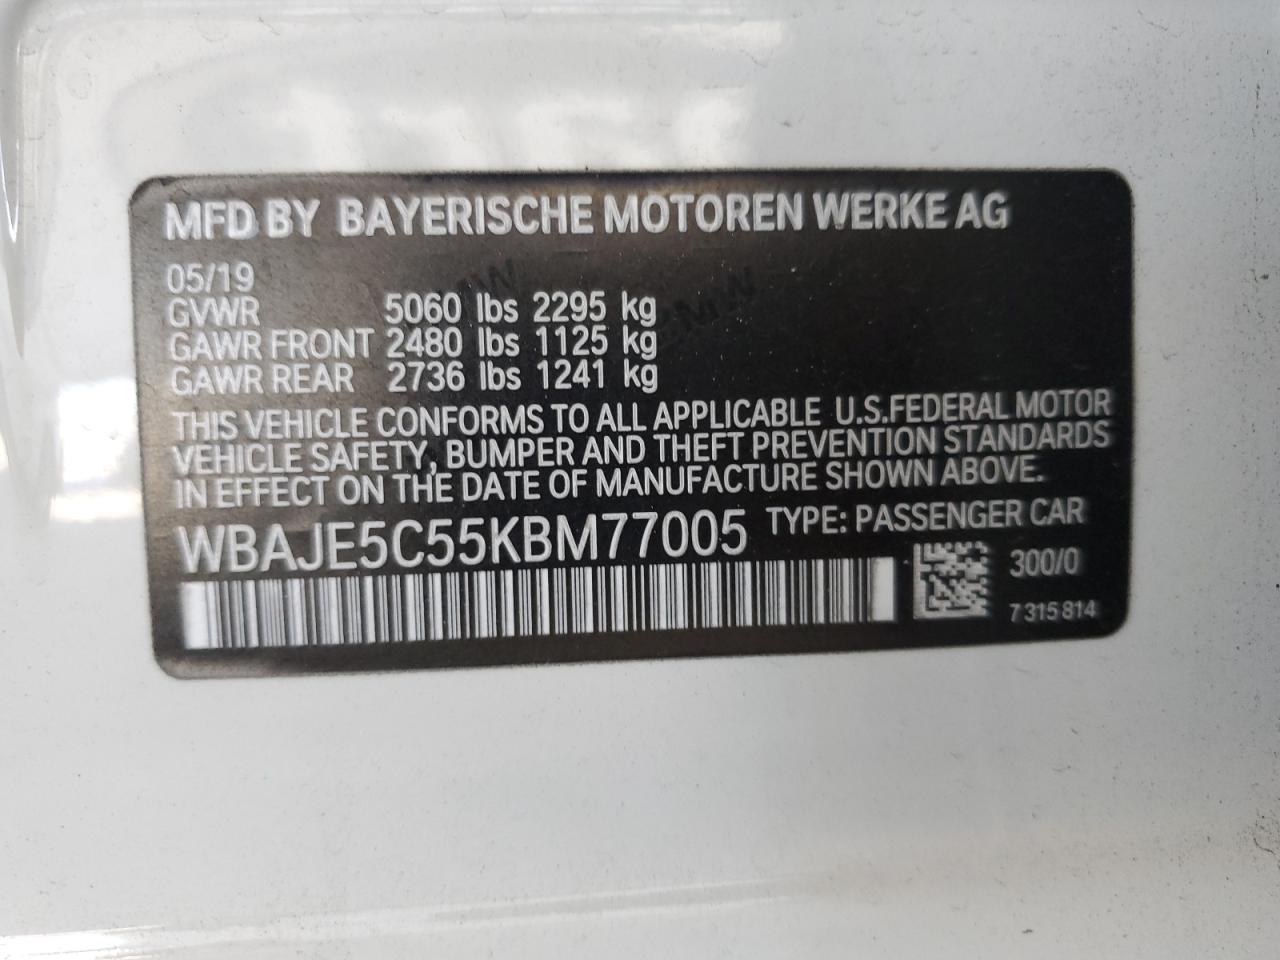 MFD BY BAYERISCHE MOTOREN WERKE AG
05/19
GVWR 5060 lbs 2295 kg
GAWR FRONT 2480 lbs 1125 kg
GAWR REAR 2736 lbs 1241 kg
THIS VEHICLE CONFORMS TO ALL APPLICABLE U.S.FEDERAL MOTOR
VEHICLE SAFETY, BUMPER AND THEFT PREVENTION STANDARDS
IN EFFECT ON THE DATE OF MANUFACTURE SHOWN ABOVE.
WBAJE5C55KBM77005 TYPE: PASSENGER CAR
300/0
7 315 814
BMW